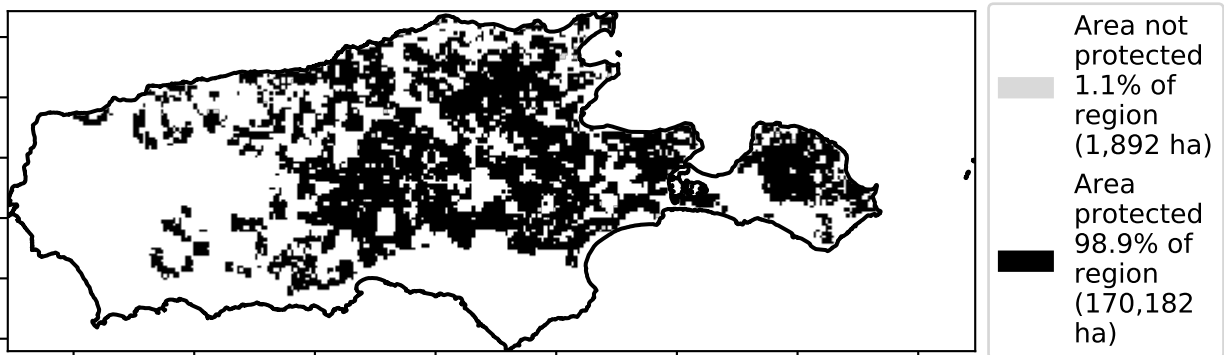 Area not
protected
1.1% of
region
(1,892 ha)
Area
protected
98.9% of
region
(170,182
ha)